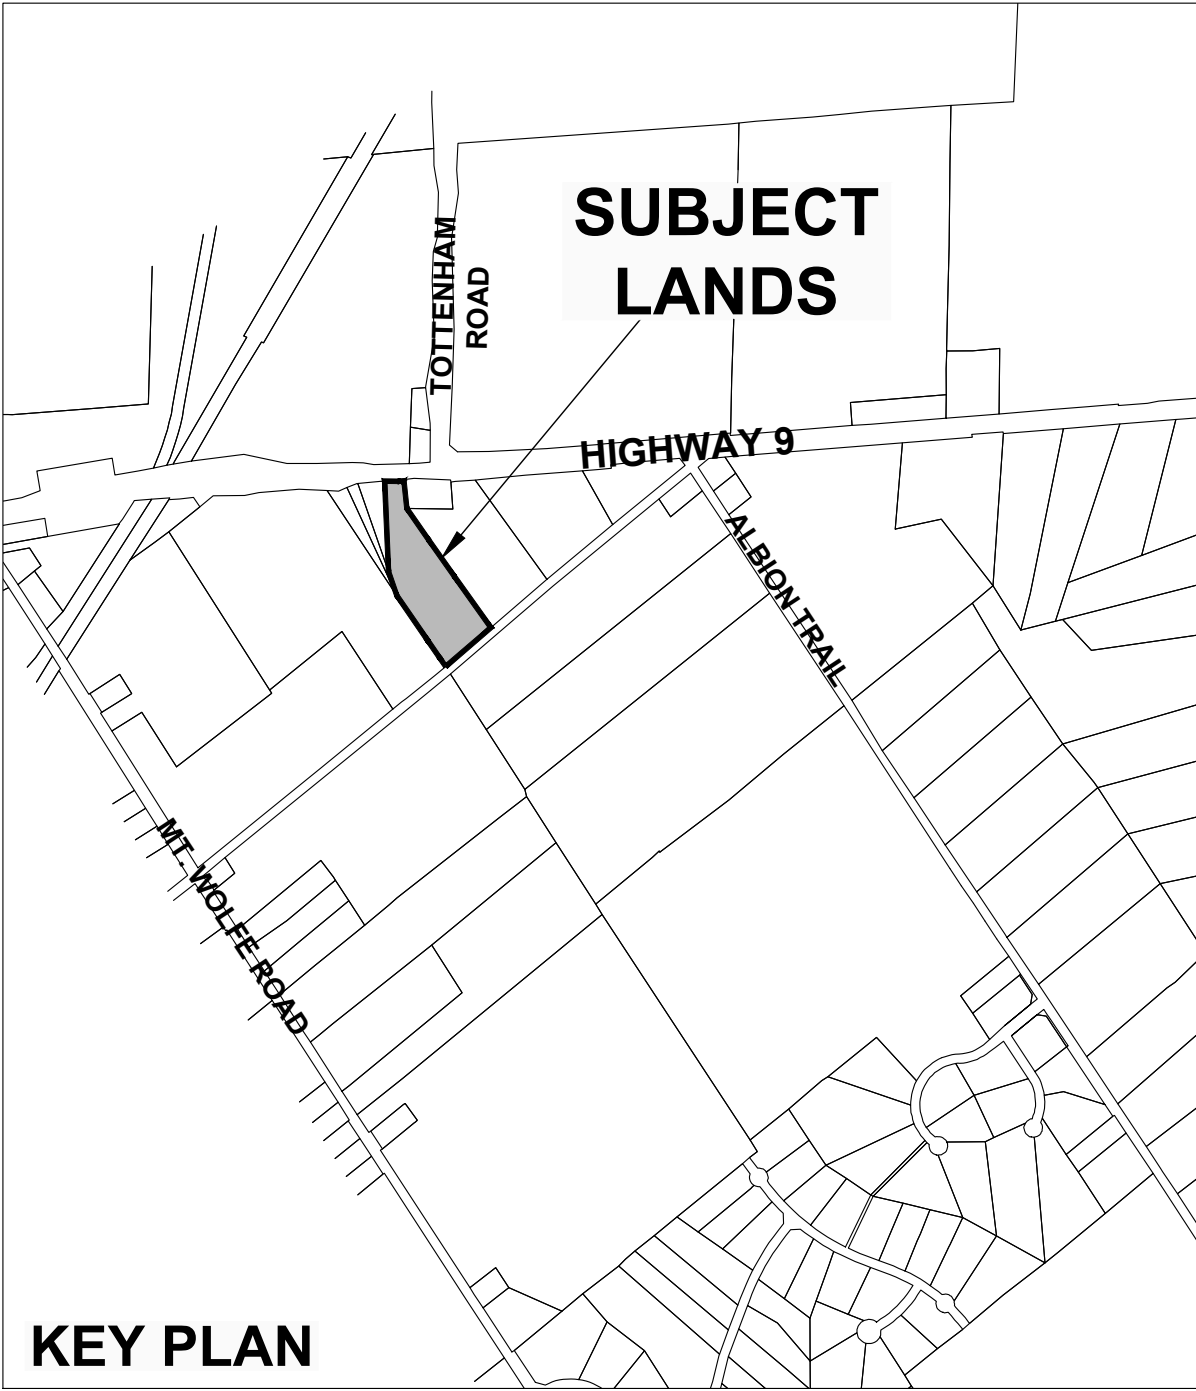 SUBJECT
LANDS
TOTTENHAM
ROAD
HIGHWAY 9
ALBION TRAIL
MT. WOLFE ROAD
KEY PLAN